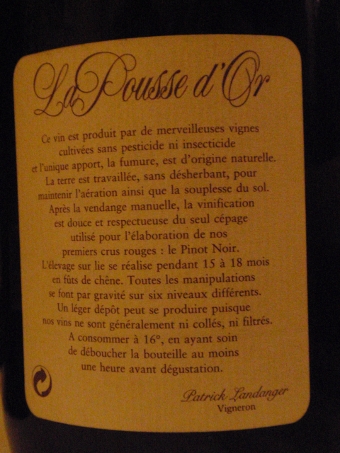 La Pousse d'Or
Ce vin est produit par de merveilleuses vignes
cultivées sans pesticide ni insecticide
et l'unique apport, la fumure, est d'origine naturelle.
La terre est travaillée, sans désherbant, pour
maintenir l'aération ainsi que la souplesse du sol.
Après la vendange manuelle, la vinification
est douce et respectueuse du seul cépage
utilisé pour l'élaboration de nos
premiers crus rouges : le Pinot Noir.
L'élevage sur lie se réalise pendant 15 à 18 mois
en fûts de chêne. Toutes les manipulations
se font par gravité sur six niveaux différents.
Un léger dépôt peut se produire puisque
nos vins ne sont généralement ni collés, ni filtrés.
A consommer à 16°, en ayant soin
de déboucher la bouteille au moins
une heure avant dégustation.
Patrick Landanger
Vigneron